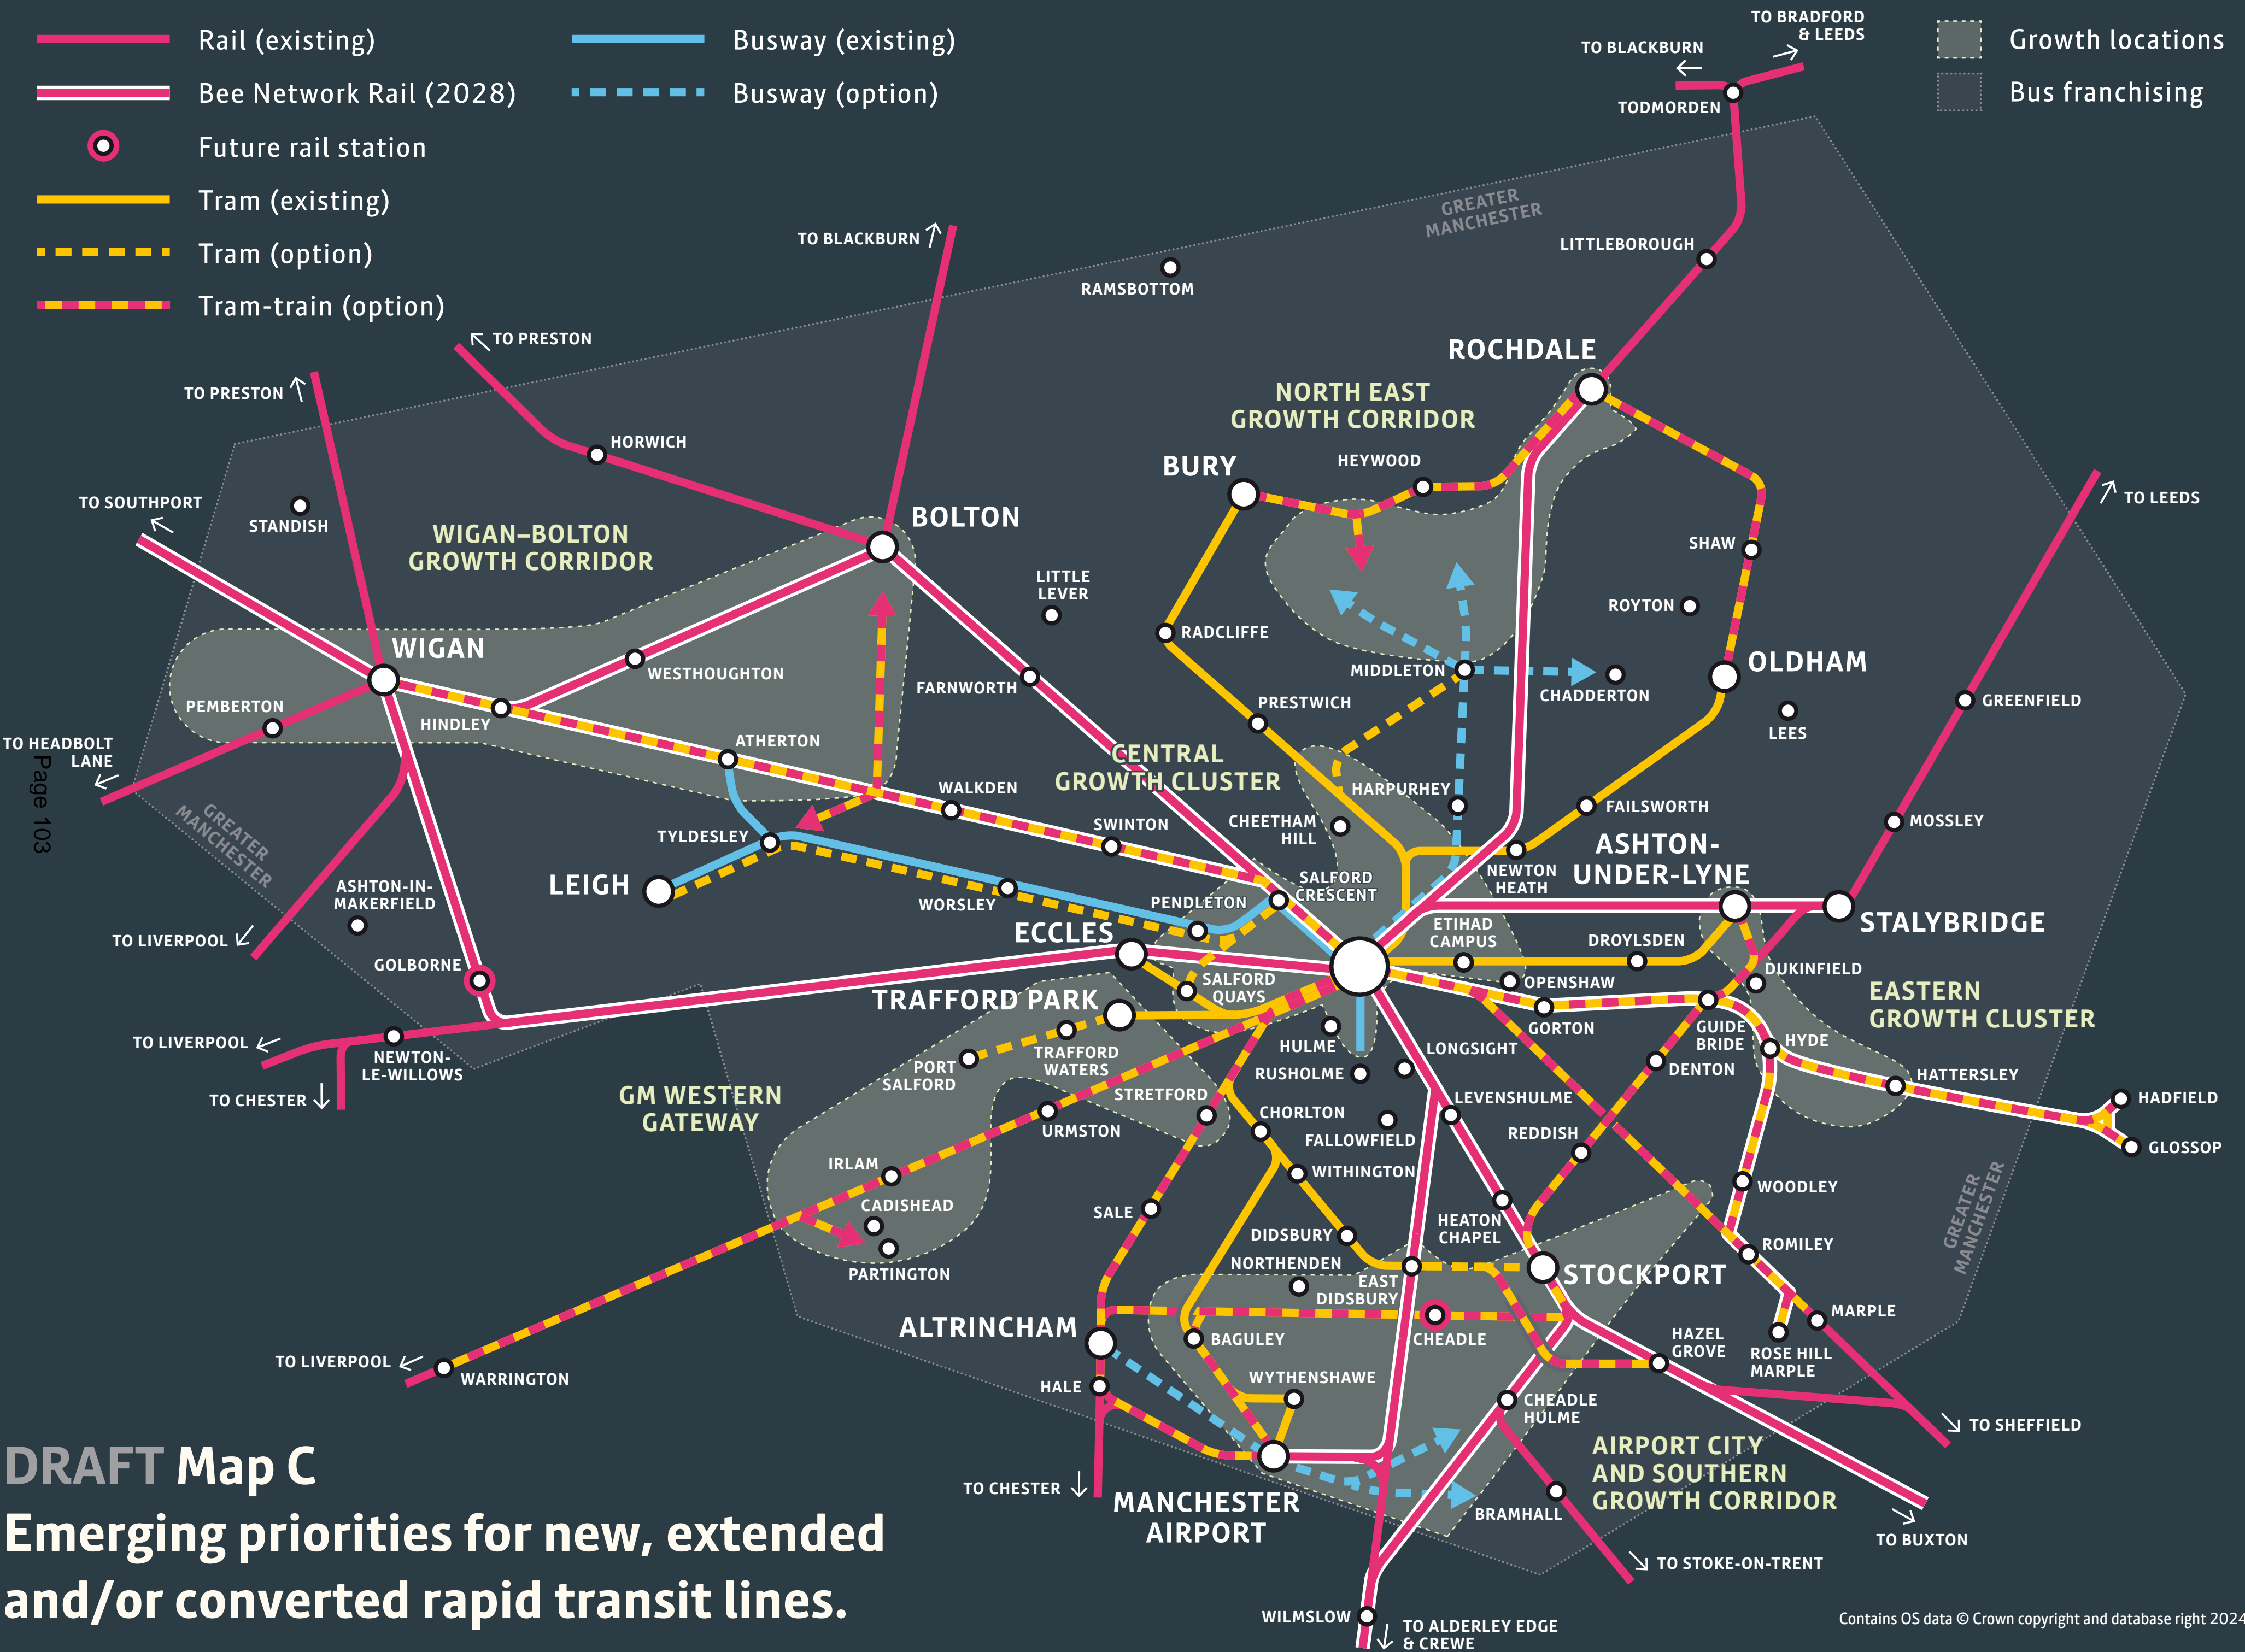 Rail (existing)
Bee Network Rail (2028)
Future rail station
Tram (existing)
Tram (option)
Tram-train (option)
Busway (existing)
Busway (option)
Growth locations
Bus franchising
TO BRADFORD
& LEEDS
TO BLACKBURN
TODMORDEN
GREATER
MANCHESTER
LITTLEBOROUGH
TO BLACKBURN
RAMSBOTTOM
TO PRESTON
TO PRESTON
ROCHDALE
NORTH EAST
GROWTH CORRIDOR
HORWICH
BURY
HEYWOOD
TO SOUTHPORT
STANDISH
WIGAN–BOLTON
GROWTH CORRIDOR
BOLTON
TO LEEDS
SHAW
LITTLE
LEVER
ROYTON
RADCLIFFE
WIGAN
WESTHOUGHTON
FARNWORTH
MIDDLETON
CHADDERTON
OLDHAM
LEES
GREENFIELD
PEMBERTON
HINDLEY
PRESTWICH
TO HEADBOLT
LANE
ATHERTON
CENTRAL
GROWTH CLUSTER
WALKDEN
HARPURHEY
FAILSWORTH
Page 103
GREATER
MANCHESTER
TYLDESLEY
SWINTON
CHEETHAM
HILL
MOSSLEY
ASHTON-
UNDER-LYNE
NEWTON
HEATH
LEIGH
ASHTON-IN-
MAKERFIELD
WORSLEY
PENDLETON
SALFORD
CRESCENT
STALYBRIDGE
TO LIVERPOOL
ECCLES
ETIHAD
CAMPUS
DROYLSDEN
GOLBORNE
SALFORD
QUAYS
OPENSHAW
DUKINFIELD
TRAFFORD PARK
EASTERN
GROWTH CLUSTER
GORTON
GUIDE
BRIDE
HYDE
TO LIVERPOOL
NEWTON-
LE-WILLOWS
TRAFFORD
WATERS
PORT
SALFORD
HULME
LONGSIGHT
RUSHOLME
DENTON
HATTERSLEY
TO CHESTER
GM WESTERN
GATEWAY
STRETFORD
LEVENSHULME
HADFIELD
URMSTON
CHORLTON
FALLOWFIELD
REDDISH
GLOSSOP
IRLAM
WITHINGTON
WOODLEY
CADISHEAD
SALE
HEATON
CHAPEL
GREATER
MANCHESTER
DIDSBURY
ROMILEY
PARTINGTON
NORTHENDEN
EAST
DIDSBURY
STOCKPORT
ALTRINCHAM
BAGULEY
CHEADLE
MARPLE
HAZEL
GROVE
ROSE HILL
MARPLE
TO LIVERPOOL
WARRINGTON
HALE
WYTHENSHAWE
CHEADLE
HULME
TO SHEFFIELD
AIRPORT CITY
AND SOUTHERN
GROWTH CORRIDOR
TO CHESTER
MANCHESTER
AIRPORT
BRAMHALL
TO BUXTON
TO STOKE-ON-TRENT
WILMSLOW
TO ALDERLEY EDGE
& CREWE
DRAFT Map C
Emerging priorities for new, extended
and/or converted rapid transit lines.
Contains OS data © Crown copyright and database right 2024